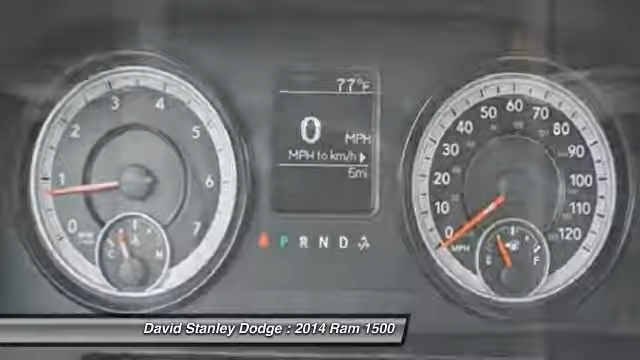 77°F
0 MPH
MPH to km/h
5mi
0 1 2 3 4 5 6 7
C H
P R N D
0 10 20 30 40 50 60 70 80 90 100 110 120
MPH
E F
David Stanley Dodge : 2014 Ram 1500